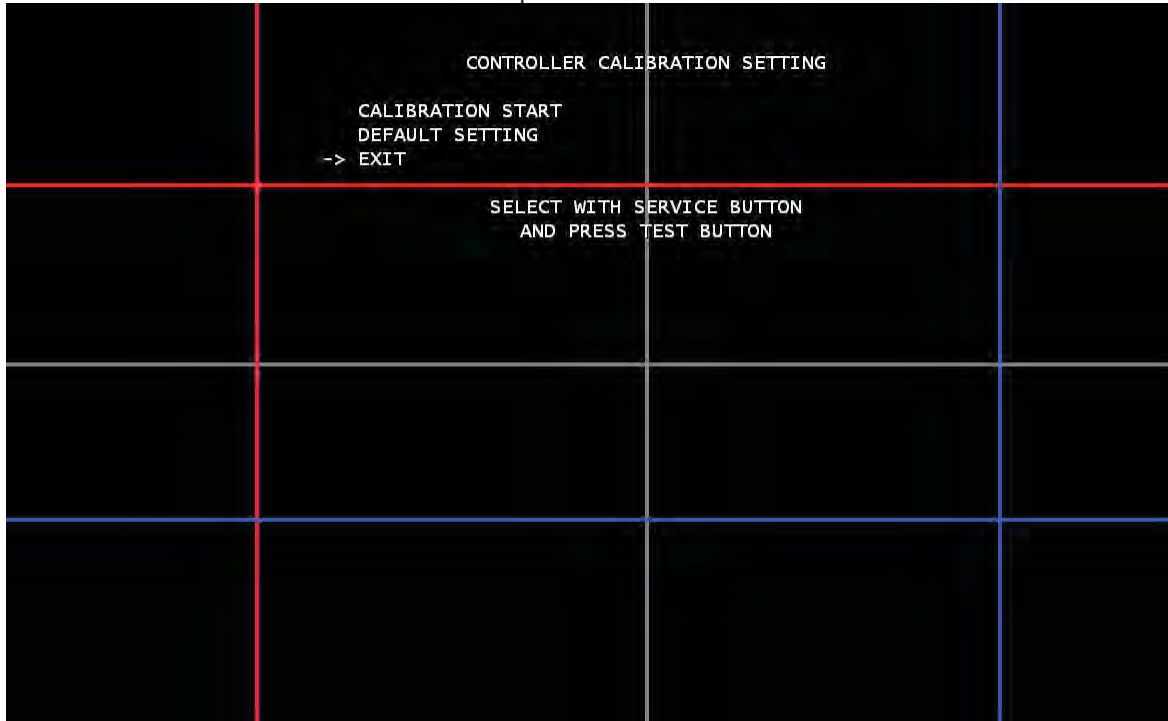 CONTROLLER CALIBRATION SETTING
CALIBRATION START
DEFAULT SETTING
-> EXIT
SELECT WITH SERVICE BUTTON
AND PRESS TEST BUTTON